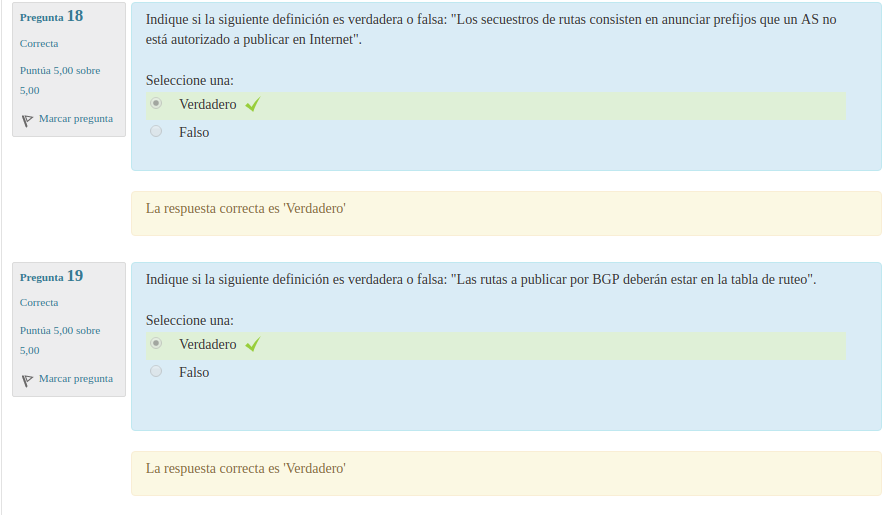 Pregunta 18
Correcta
Puntúa 5,00 sobre
5,00
Marcar pregunta
Indique si la siguiente definición es verdadera o falsa: "Los secuestros de rutas consisten en anunciar prefijos que un AS no
está autorizado a publicar en Internet".
Seleccione una:
Verdadero
Falso
La respuesta correcta es 'Verdadero'
Pregunta 19
Correcta
Puntúa 5,00 sobre
5,00
Marcar pregunta
Indique si la siguiente definición es verdadera o falsa: "Las rutas a publicar por BGP deberán estar en la tabla de ruteo".
Seleccione una:
Verdadero
Falso
La respuesta correcta es 'Verdadero'